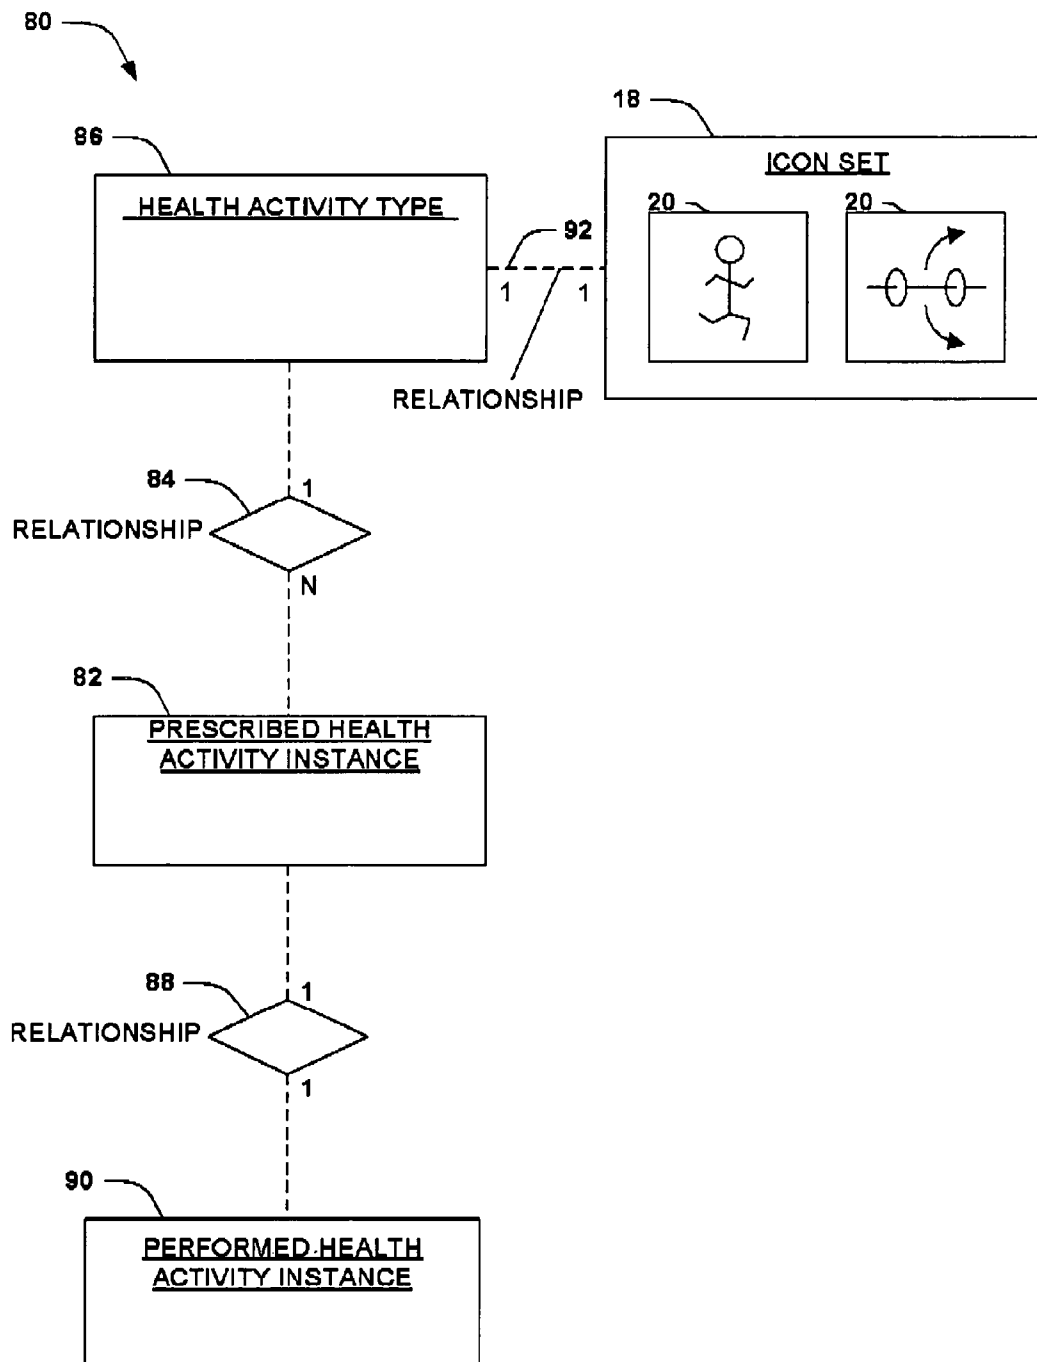 80
18
86
ICON SET
HEALTH ACTIVITY TYPE
20
20
92
1 1
RELATIONSHIP
84
1
RELATIONSHIP
N
82
PRESCRIBED HEALTH
ACTIVITY INSTANCE
88
1
RELATIONSHIP
1
90
PERFORMED HEALTH
ACTIVITY INSTANCE